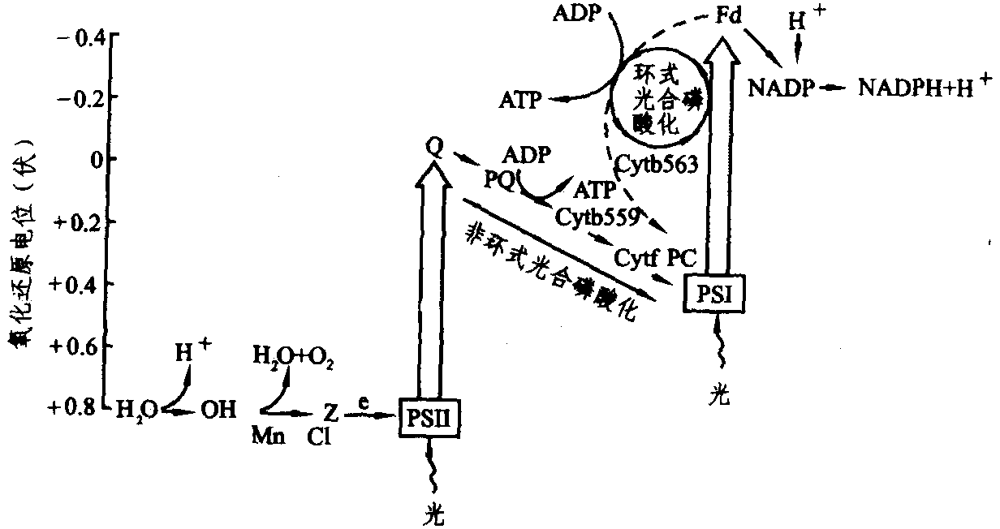 氧化还原电位（伏）
－0.4
－0.2
0
＋0.2
＋0.4
＋0.6
＋0.8
ADP
Fd
H⁺
环式
光合磷
酸化
ATP
NADP
NADPH+H⁺
Q
ADP
PQ
ATP
Cytb563
Cytb559
Cytf PC
非环式光合磷酸化
PSI
光
H⁺
H₂O+O₂
H₂O
OH
Z
e
PSII
Mn
Cl
光